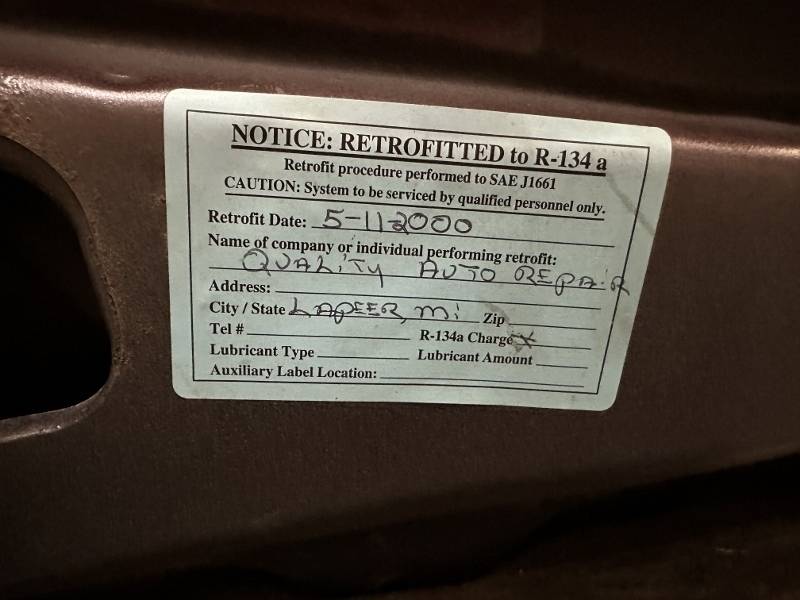 NOTICE: RETROFITTED to R-134 a
Retrofit procedure performed to SAE J1661
CAUTION: System to be serviced by qualified personnel only.
Retrofit Date: 5-11-2000
Name of company or individual performing retrofit:
QUALITY AUTO REPAIR
Address:
City / State LAPEER, Mi Zip
Tel # R-134a Charge
Lubricant Type Lubricant Amount
Auxiliary Label Location: